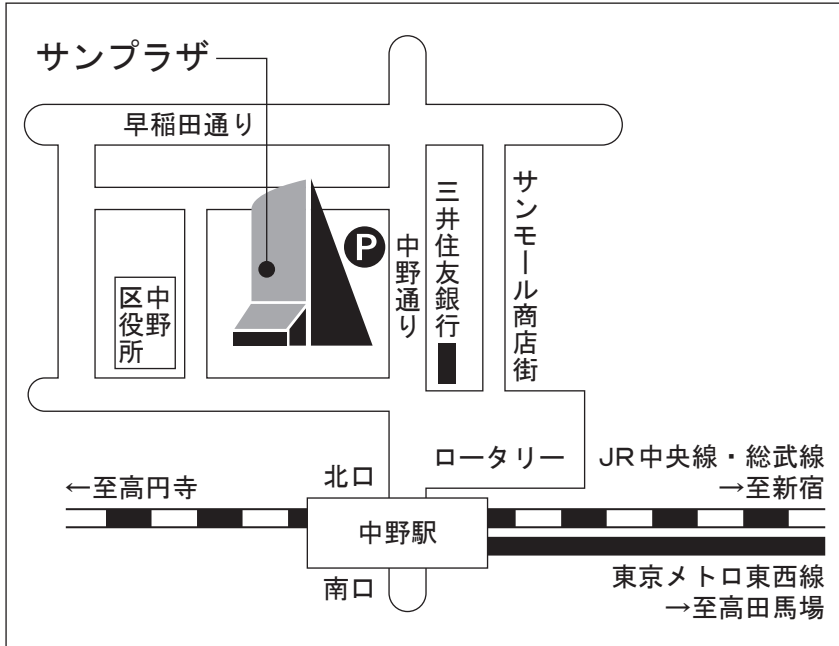 サンプラザ
早稲田通り
P
中野通り
三井住友銀行
サンモール商店街
中野
区役所
ロータリー
JR中央線・総武線
→至新宿
北口
←至高円寺
中野駅
南口
東京メトロ東西線
→至高田馬場